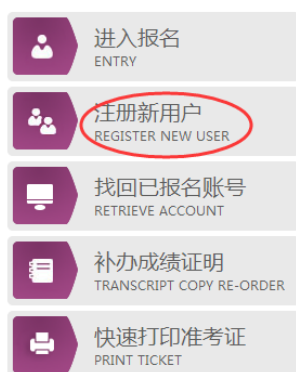 进入报名
ENTRY
注册新用户
REGISTER NEW USER
找回已报名账号
RETRIEVE ACCOUNT
补办成绩证明
TRANSCRIPT COPY RE-ORDER
快速打印准考证
PRINT TICKET